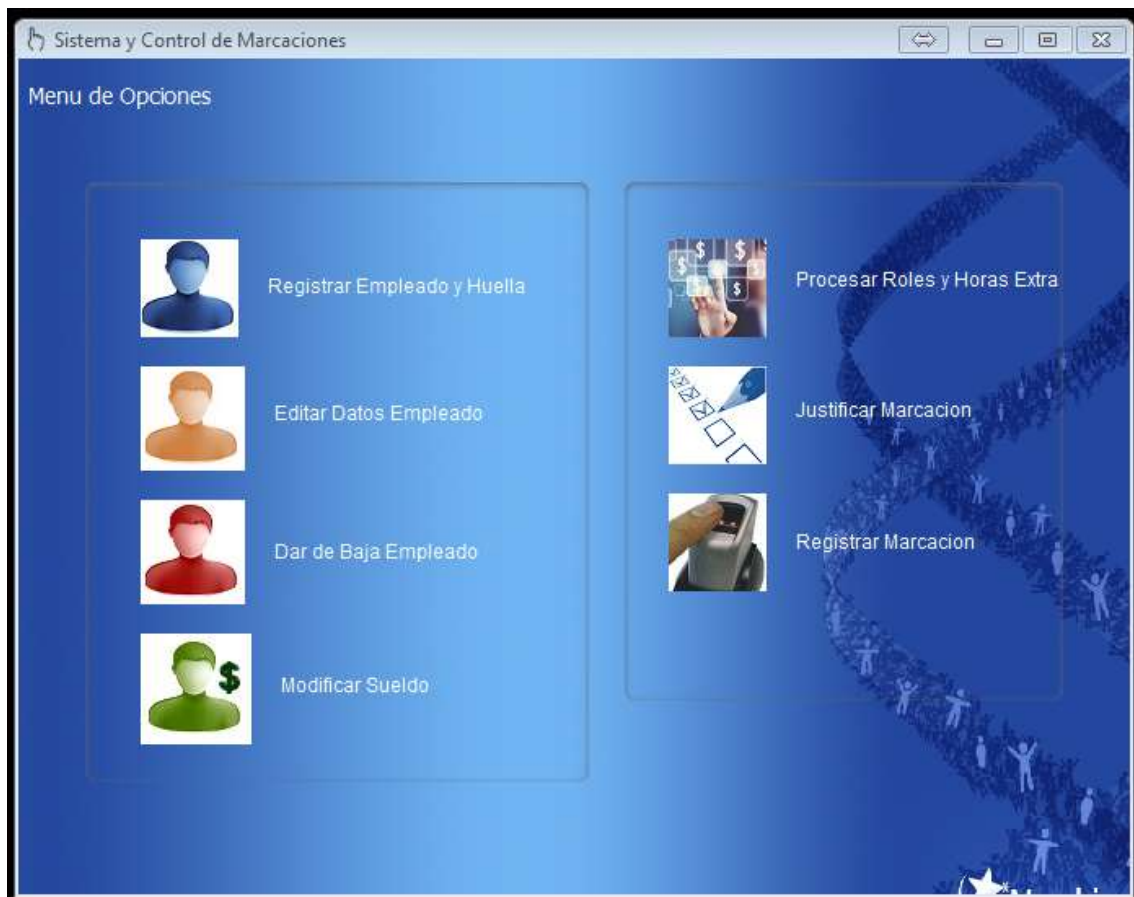 Sistema y Control de Marcaciones
Menu de Opciones
Registrar Empleado y Huella
Editar Datos Empleado
Dar de Baja Empleado
Modificar Sueldo
Procesar Roles y Horas Extra
Justificar Marcacion
Registrar Marcacion